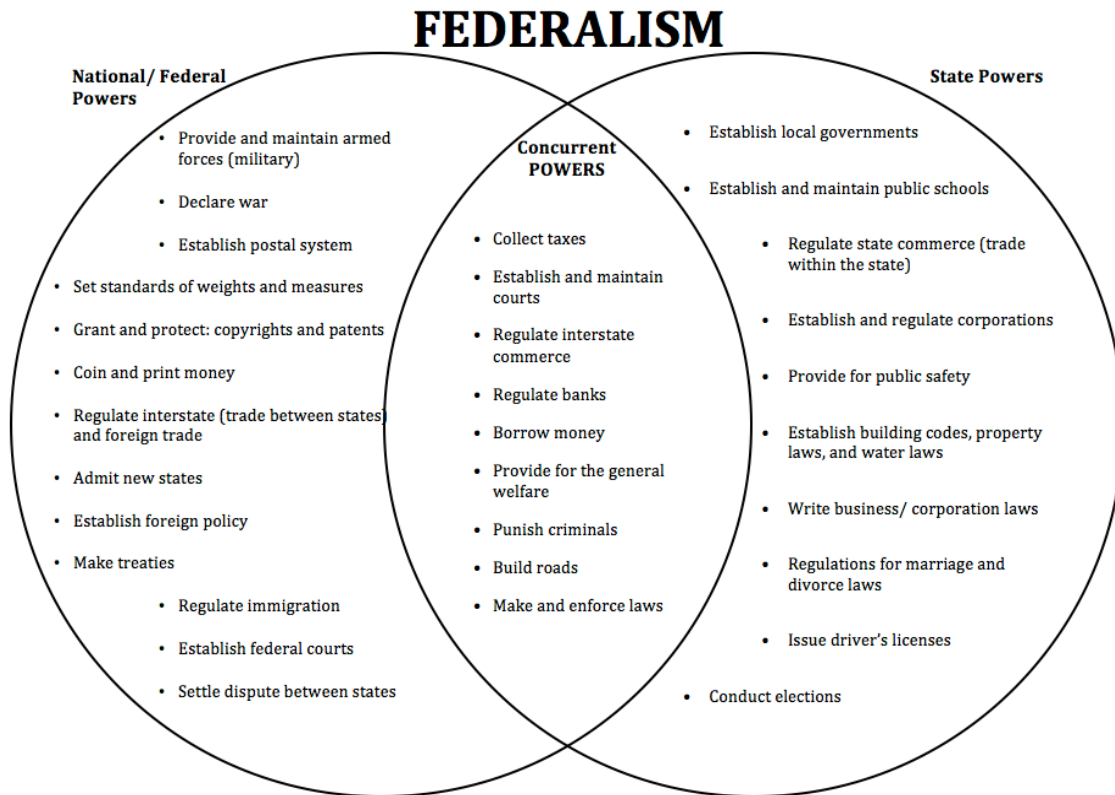 FEDERALISM
National/ Federal
Powers
• Provide and maintain armed
forces (military)
• Declare war
• Establish postal system
• Set standards of weights and measures
• Grant and protect: copyrights and patents
• Coin and print money
• Regulate interstate (trade between states)
and foreign trade
• Admit new states
• Establish foreign policy
• Make treaties
• Regulate immigration
• Establish federal courts
• Settle dispute between states
Concurrent
POWERS
• Collect taxes
• Establish and maintain
courts
• Regulate interstate
commerce
• Regulate banks
• Borrow money
• Provide for the general
welfare
• Punish criminals
• Build roads
• Make and enforce laws
State Powers
• Establish local governments
• Establish and maintain public schools
• Regulate state commerce (trade
within the state)
• Establish and regulate corporations
• Provide for public safety
• Establish building codes, property
laws, and water laws
• Write business/ corporation laws
• Regulations for marriage and
divorce laws
• Issue driver's licenses
• Conduct elections